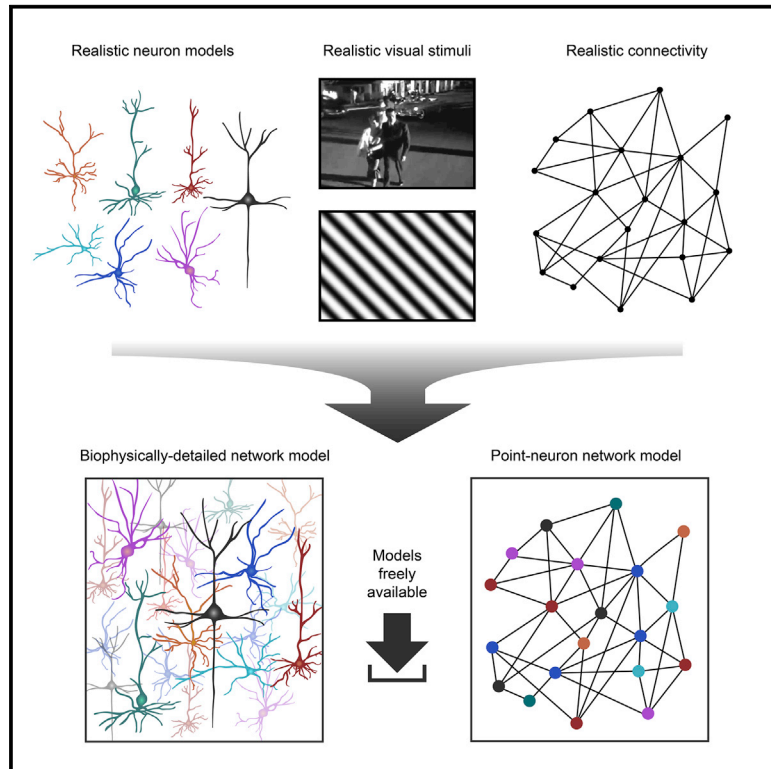 Realistic neuron models
Realistic visual stimuli
Realistic connectivity
Biophysically-detailed network model
Point-neuron network model
Models
freely
available